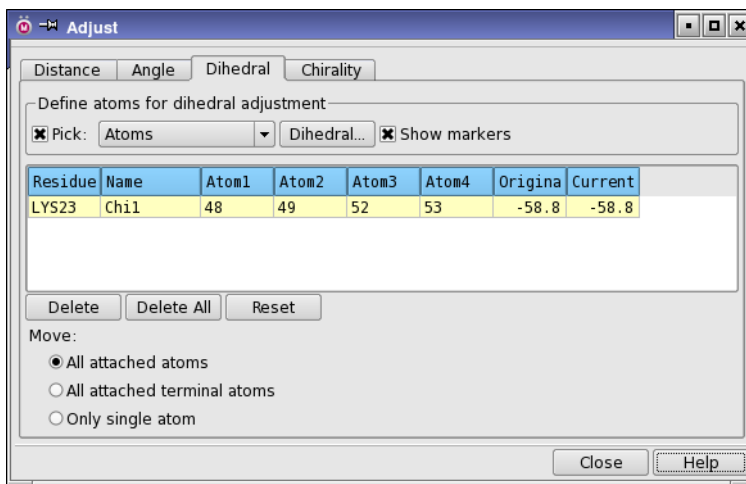 Adjust
Distance Angle Dihedral Chirality
Define atoms for dihedral adjustment
Pick: Atoms Dihedral... Show markers
Residue Name Atom1 Atom2 Atom3 Atom4 Origina Current
LYS23 Chi1 48 49 52 53 -58.8 -58.8
Delete Delete All Reset
Move:
All attached atoms
All attached terminal atoms
Only single atom
Close Help